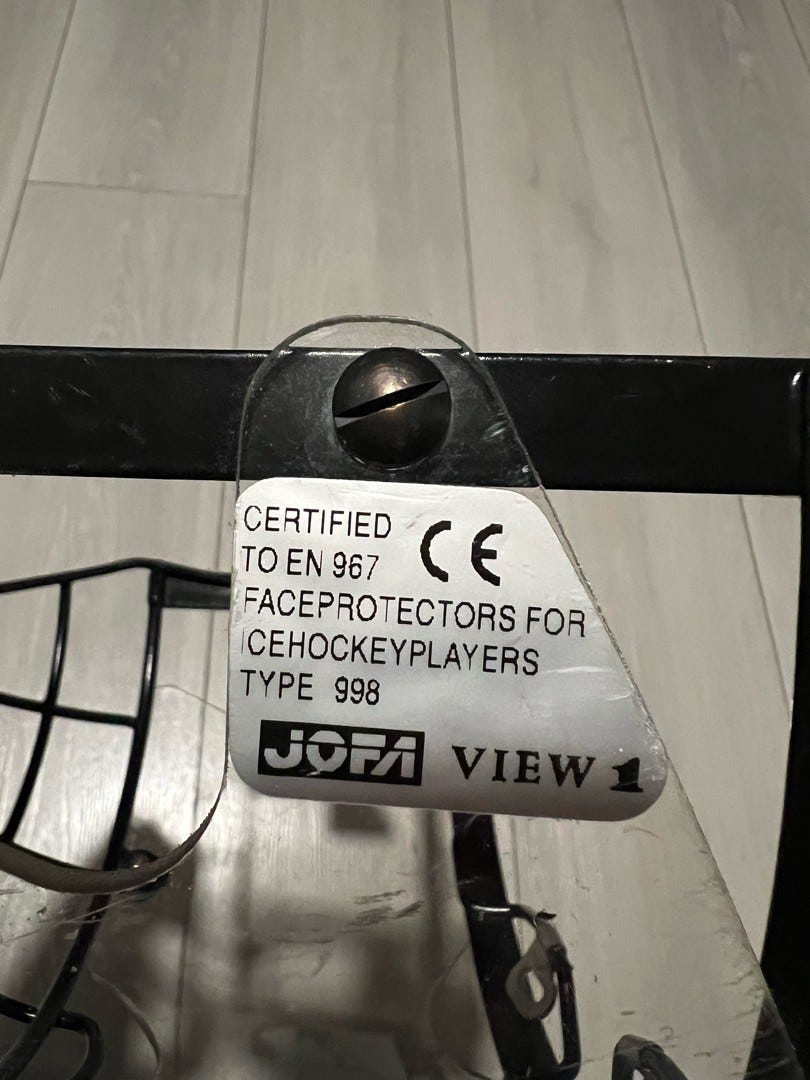 CERTIFIED CE
TO EN 967
FACEPROTECTORS FOR
ICEHOCKEYPLAYERS
TYPE 998
JOFA VIEW 1